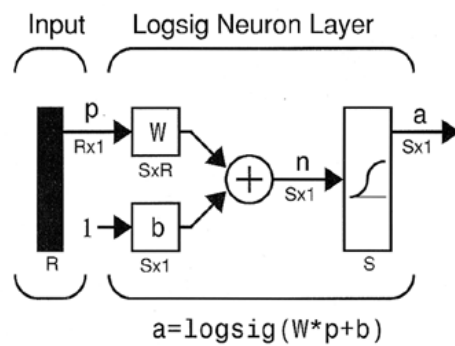 Input Logsig Neuron Layer
p W n a
Rx1 SxR Sx1 Sx1
1 b
R Sx1 S
a=logsig(W*p+b)